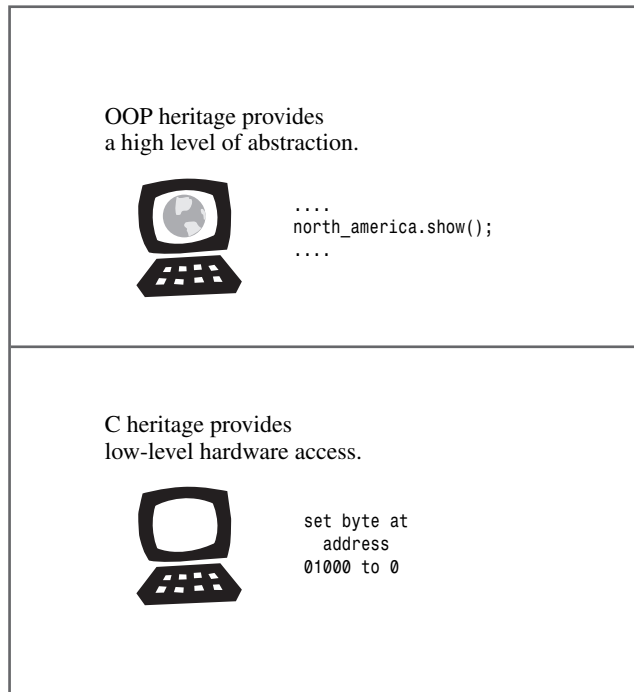 OOP heritage provides
a high level of abstraction.
....
north_america.show();
....
C heritage provides
low-level hardware access.
set byte at
address
01000 to 0